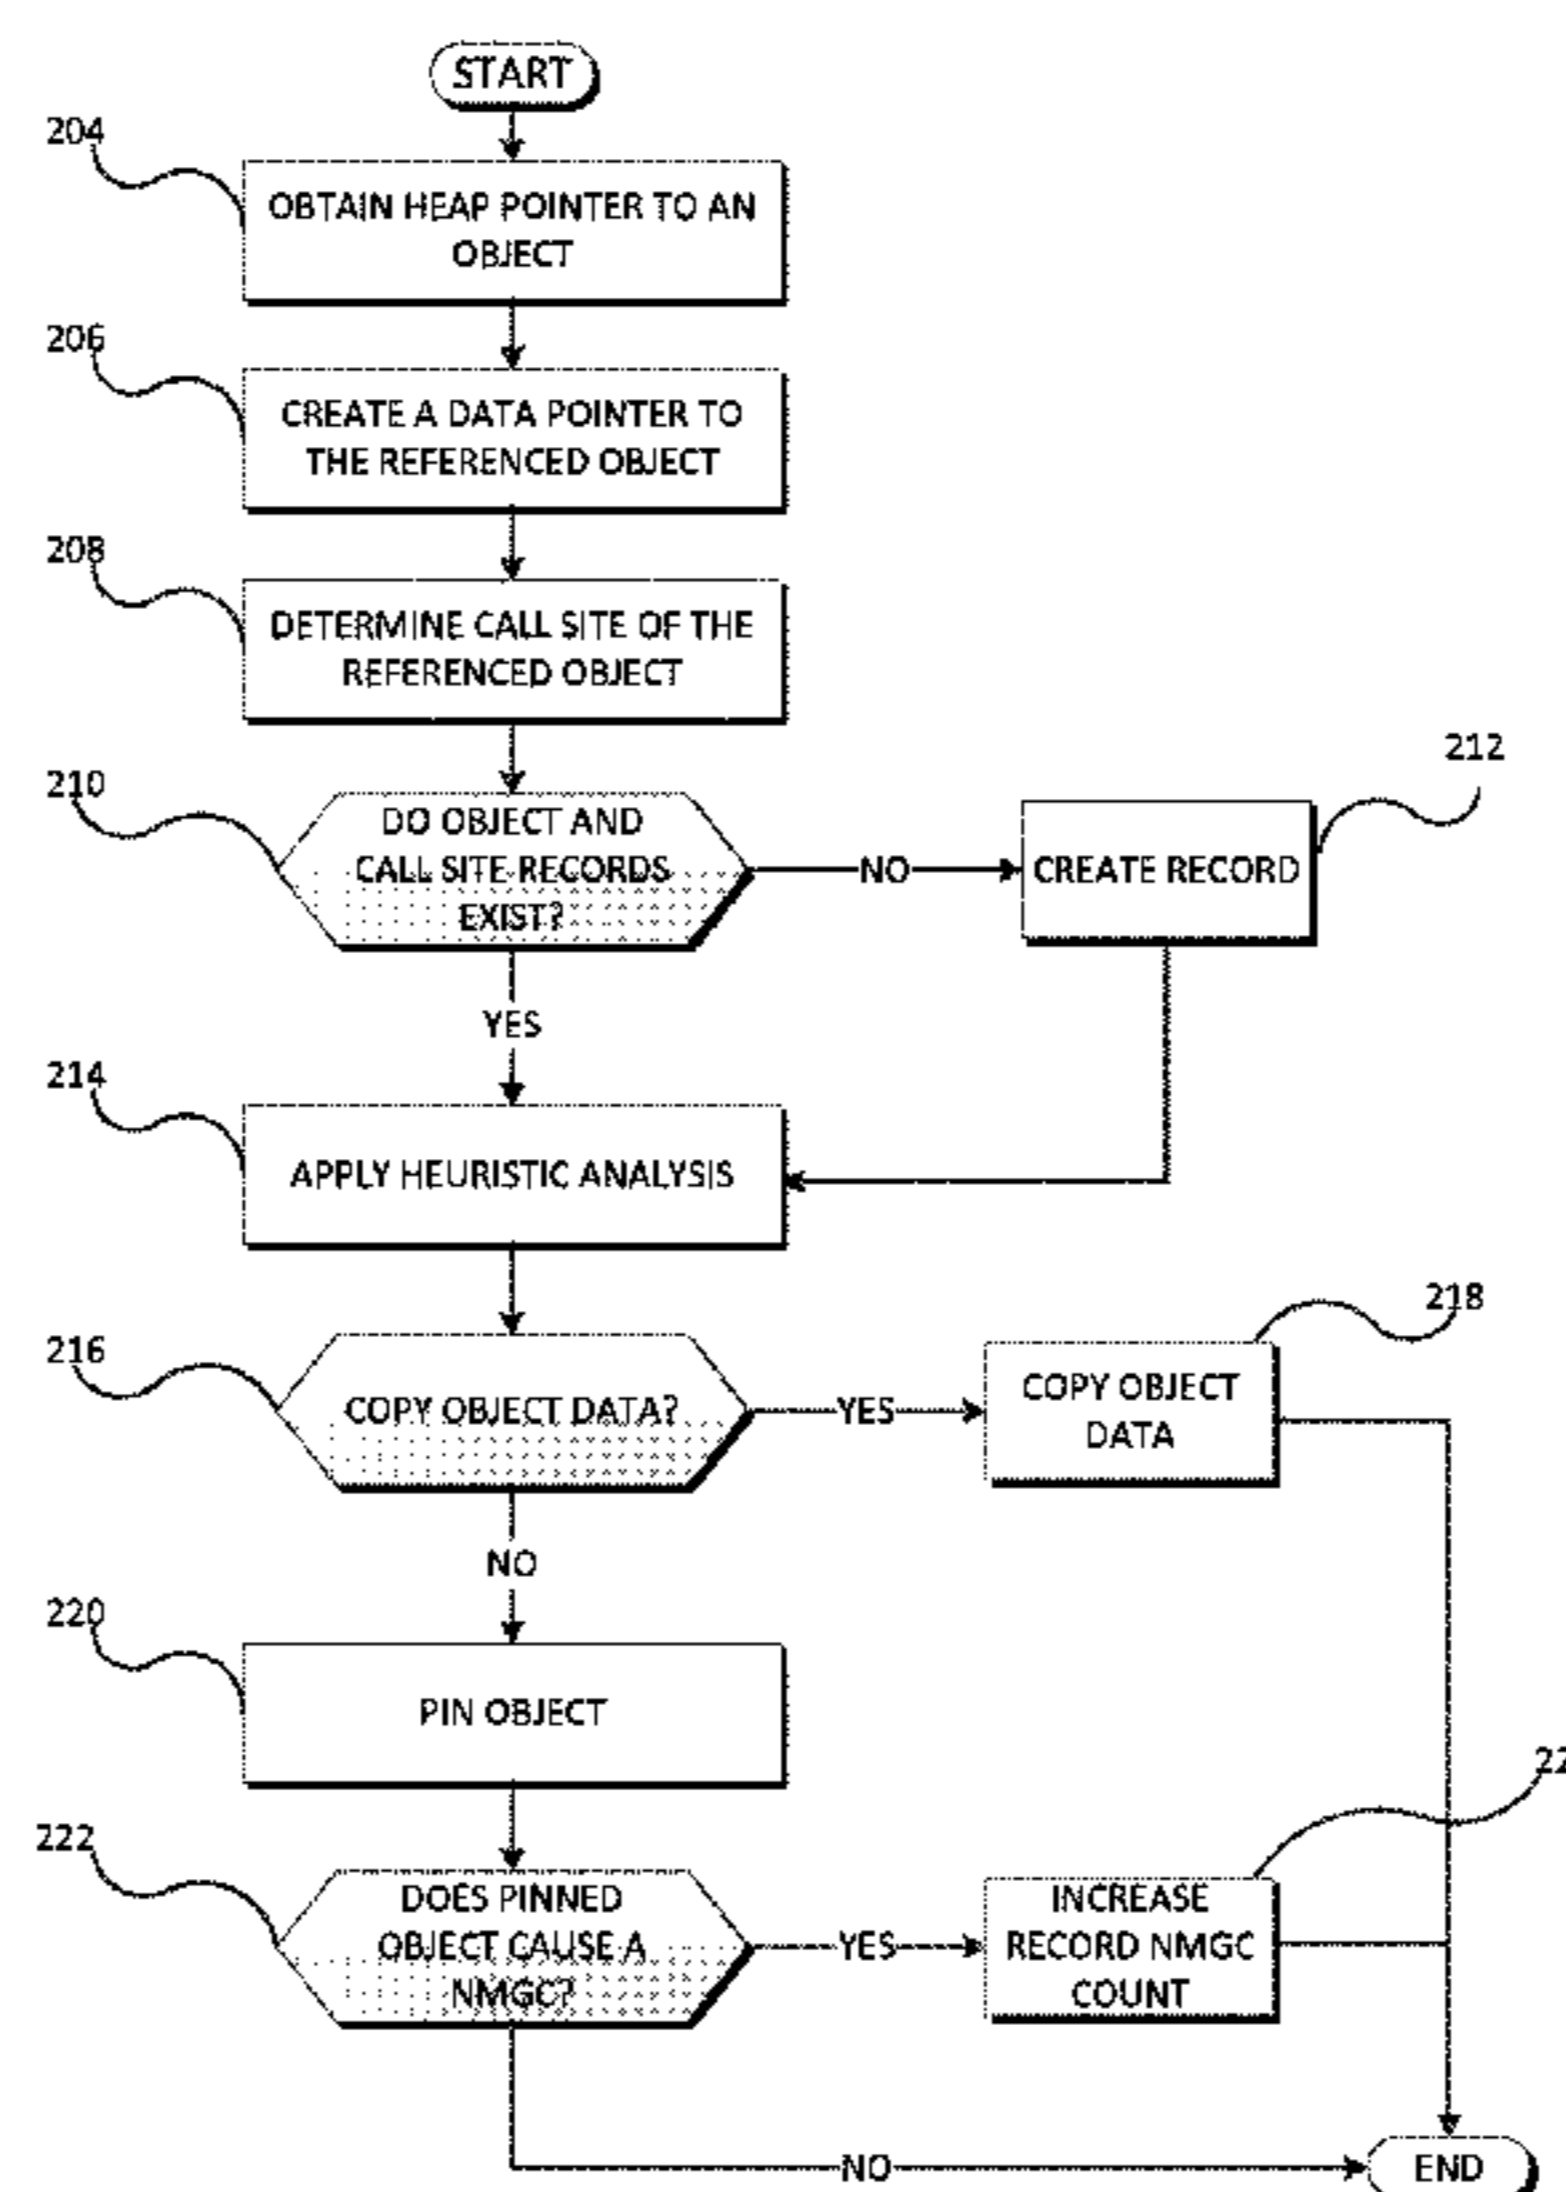 START
204
OBTAIN HEAP POINTER TO AN
OBJECT
206
CREATE A DATA POINTER TO
THE REFERENCED OBJECT
208
DETERMINE CALL SITE OF THE
REFERENCED OBJECT
210
DO OBJECT AND
CALL SITE RECORDS
EXIST?
NO
212
CREATE RECORD
YES
214
APPLY HEURISTIC ANALYSIS
216
COPY OBJECT DATA?
YES
218
COPY OBJECT
DATA
NO
220
PIN OBJECT
222
DOES PINNED
OBJECT CAUSE A
NMGC?
YES
INCREASE
RECORD NMGC
COUNT
NO
END